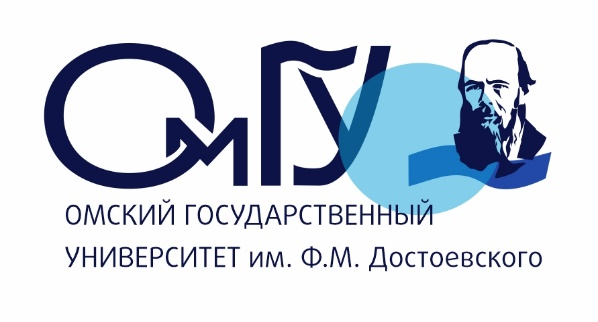 ОмГУ
ОМСКИЙ ГОСУДАРСТВЕННЫЙ
УНИВЕРСИТЕТ им. Ф.М. Достоевского